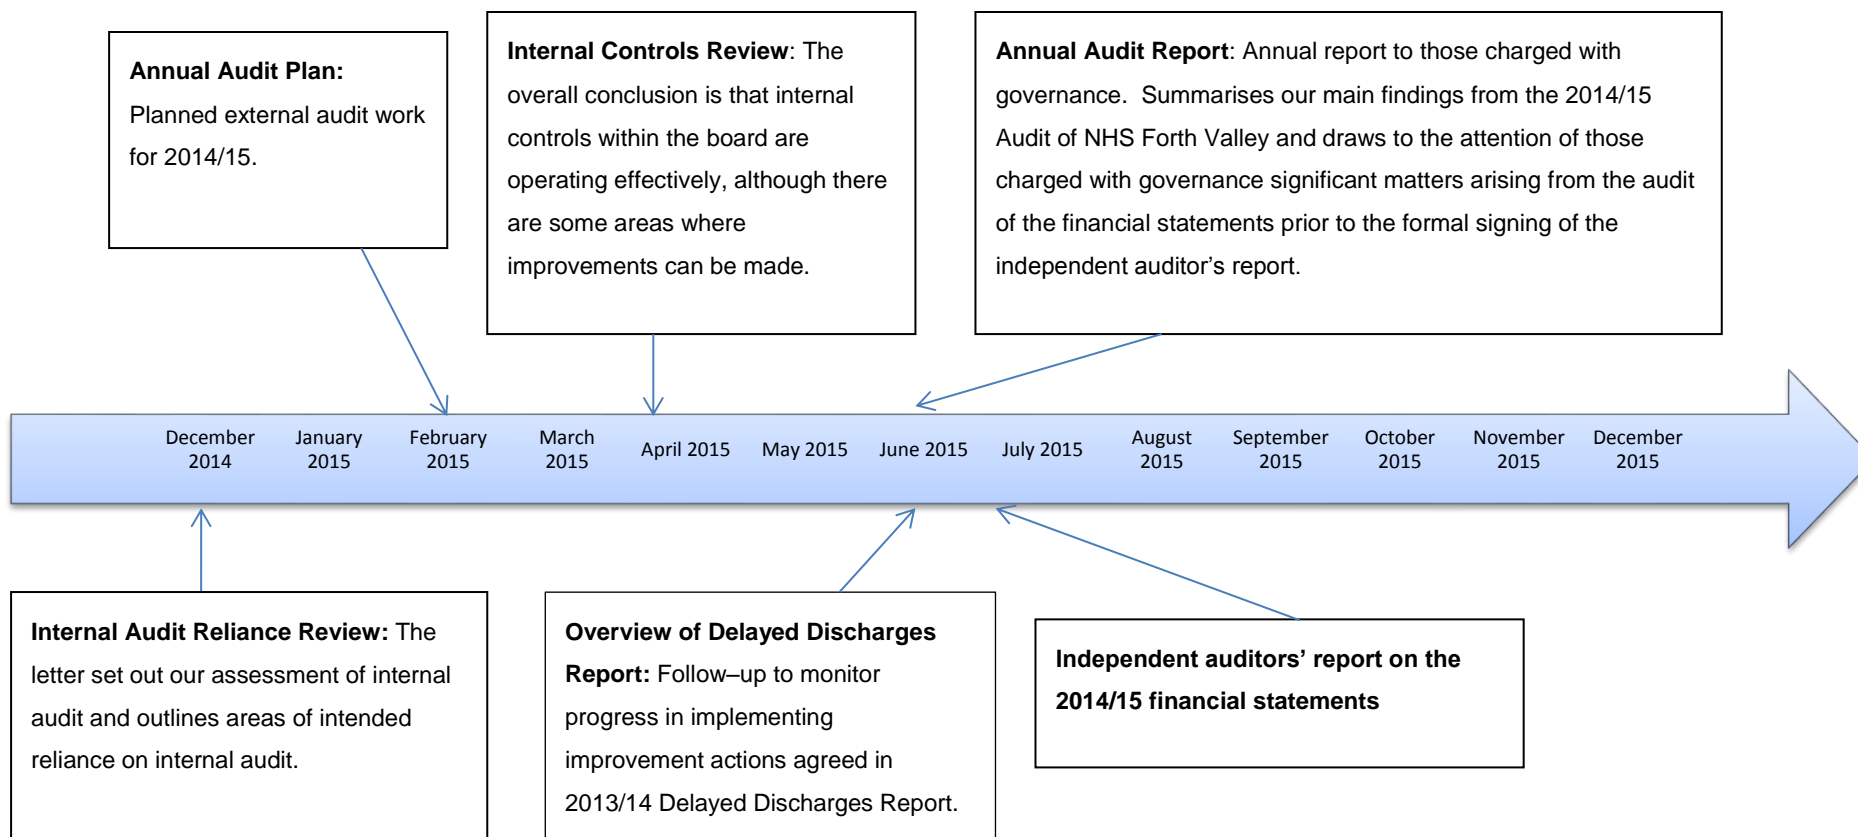 Annual Audit Plan:
Planned external audit work
for 2014/15.
Internal Controls Review: The
overall conclusion is that internal
controls within the board are
operating effectively, although there
are some areas where
improvements can be made.
Annual Audit Report: Annual report to those charged with
governance. Summarises our main findings from the 2014/15
Audit of NHS Forth Valley and draws to the attention of those
charged with governance significant matters arising from the audit
of the financial statements prior to the formal signing of the
independent auditor's report.
December
2014
January
2015
February
2015
March
2015
April 2015
May 2015
June 2015
July 2015
August
2015
September
2015
October
2015
November
2015
December
2015
Internal Audit Reliance Review: The
letter set out our assessment of internal
audit and outlines areas of intended
reliance on internal audit.
Overview of Delayed Discharges
Report: Follow–up to monitor
progress in implementing
improvement actions agreed in
2013/14 Delayed Discharges Report.
Independent auditors' report on the
2014/15 financial statements